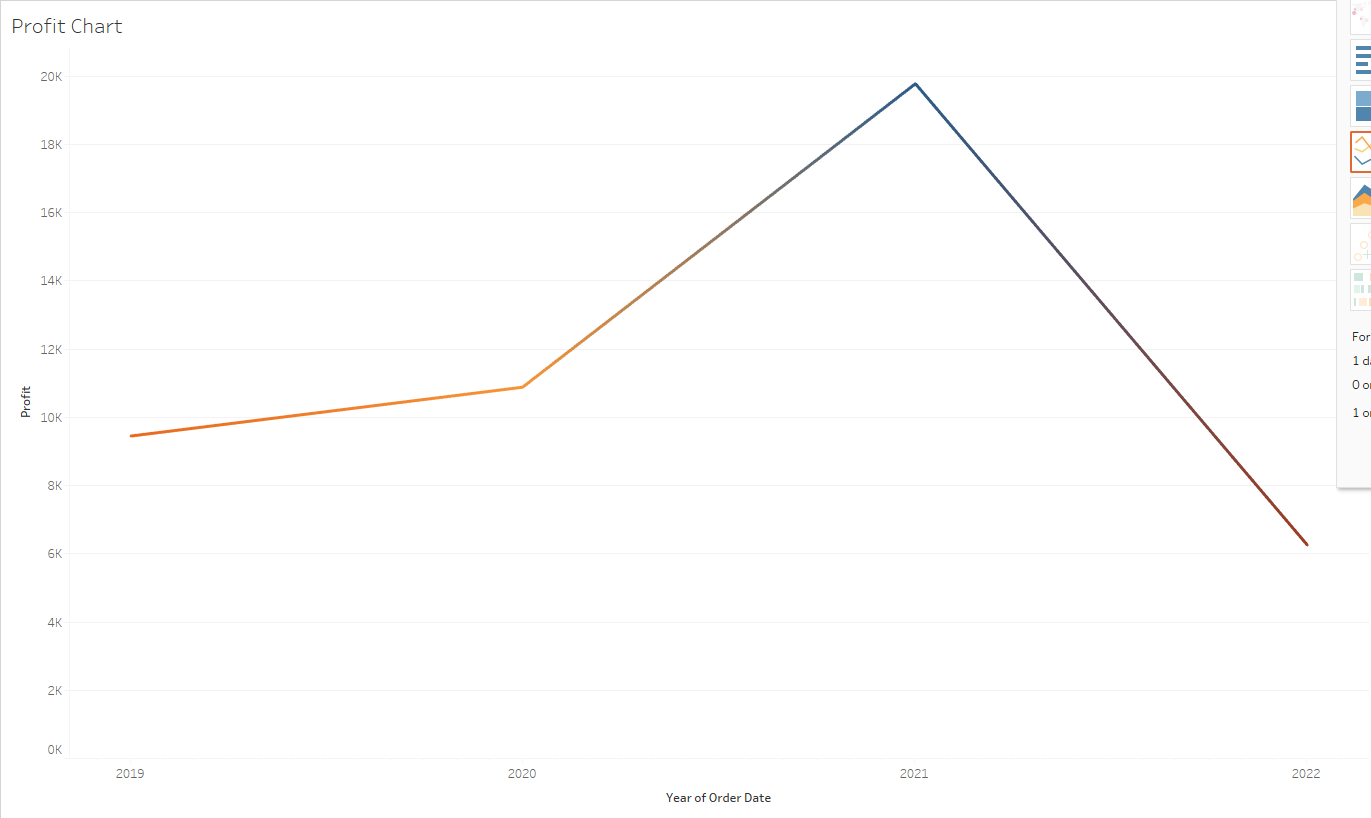 Profit Chart
20K
18K
16K
14K
12K
10K
8K
6K
4K
2K
0K
Profit
2019 2020 2021 2022
Year of Order Date
For
1 d
0 o
1 o